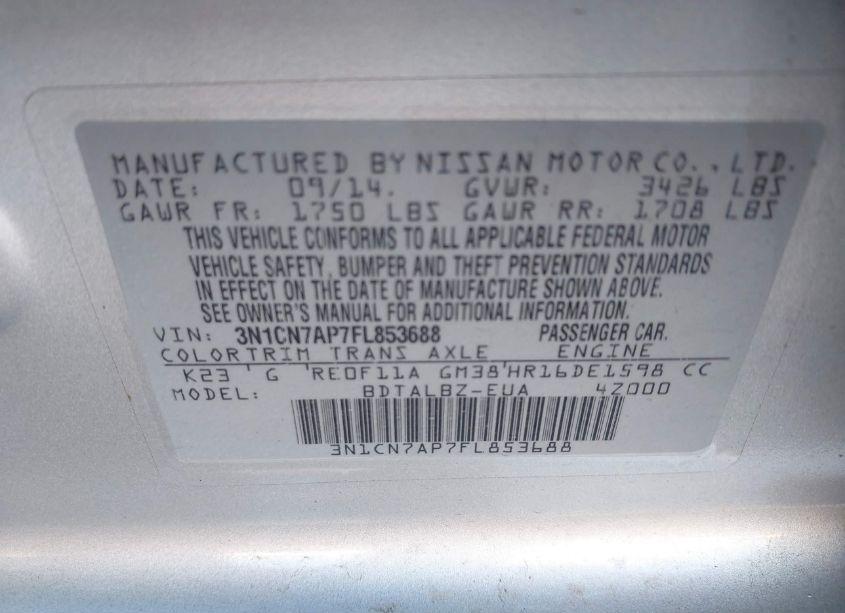 MANUFACTURED BY NISSAN MOTOR CO., LTD.
DATE: 09/14. GVWR: 3426 LBS
GAWR FR: 1750 LBS GAWR RR: 1708 LBS
THIS VEHICLE CONFORMS TO ALL APPLICABLE FEDERAL MOTOR
VEHICLE SAFETY, BUMPER AND THEFT PREVENTION STANDARDS
IN EFFECT ON THE DATE OF MANUFACTURE SHOWN ABOVE.
SEE OWNER'S MANUAL FOR ADDITIONAL INFORMATION.
VIN: 3N1CN7AP7FL853688 PASSENGER CAR.
COLOR TRIM TRANS AXLE ENGINE
K23 ' G 'RE0F11A GM38'HR16DE1598 CC
MODEL: BDTALBZ-EUA 4Z000
3N1CN7AP7FL853688